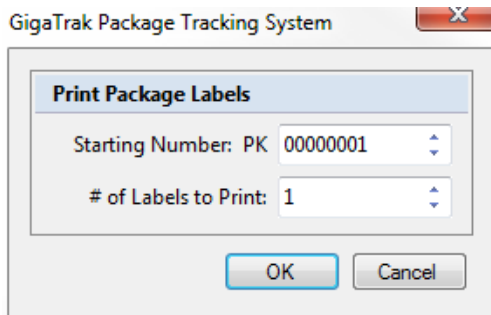 GigaTrak Package Tracking System
Print Package Labels
Starting Number: PK 00000001
# of Labels to Print: 1
OK Cancel